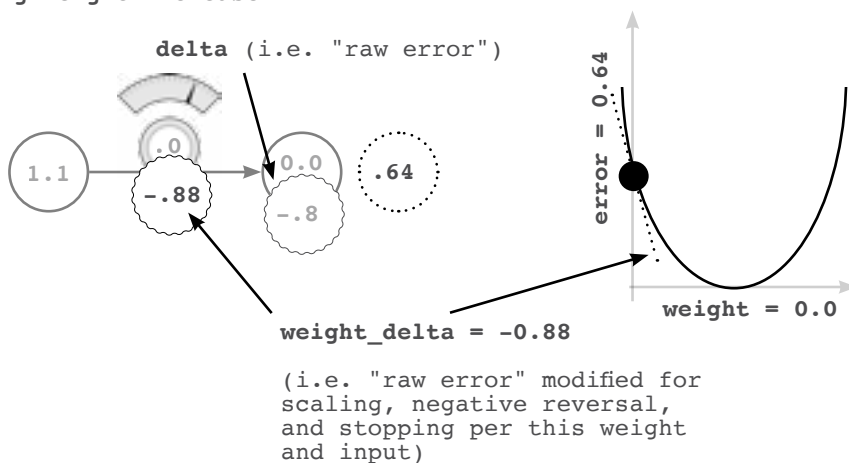 delta (i.e. "raw error")
.0
1.1
-.88
0.0
-.8
.64
error = 0.64
weight = 0.0
weight_delta = -0.88
(i.e. "raw error" modified for
scaling, negative reversal,
and stopping per this weight
and input)